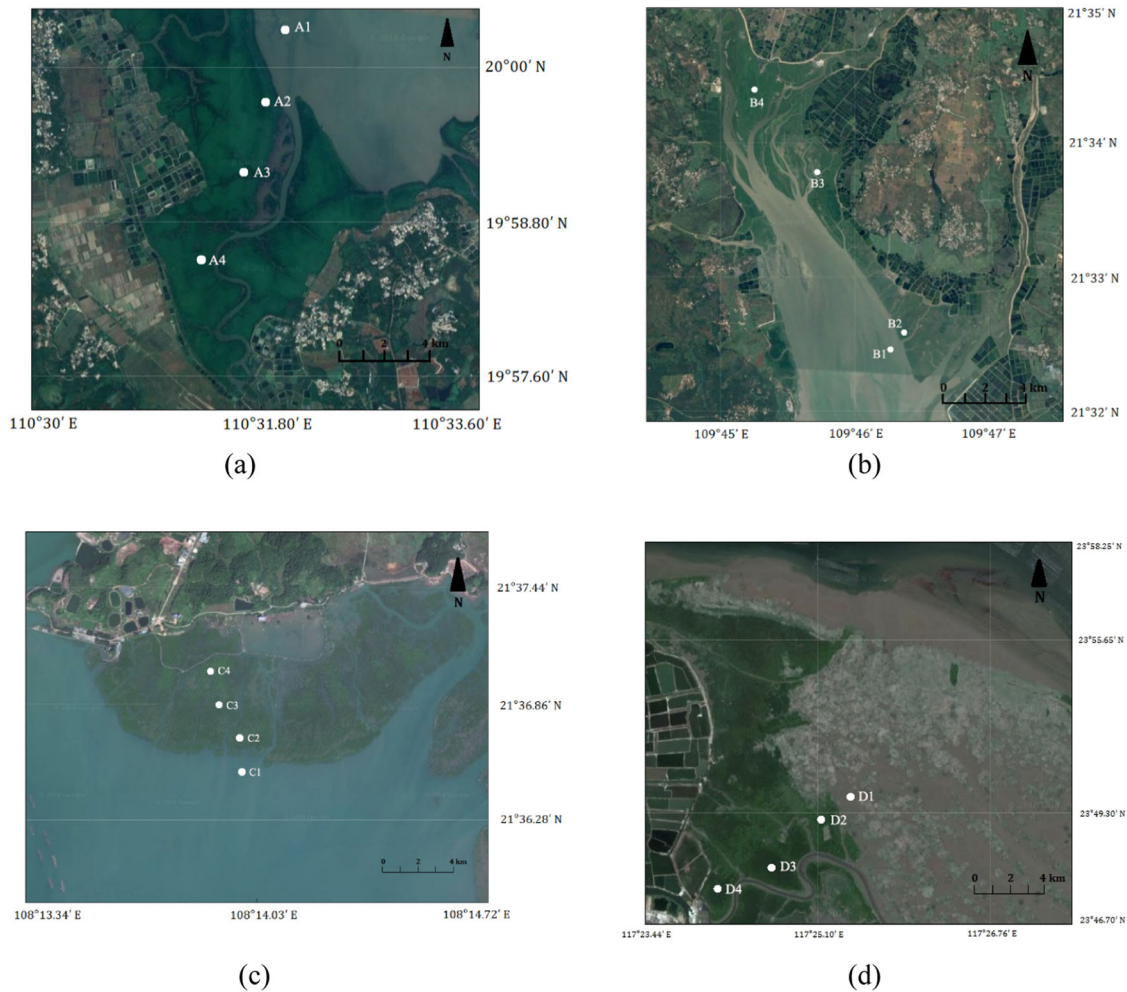 A1
N
20°00′ N
A2
A3
19°58.80′ N
A4
0 2 4 km
19°57.60′ N
110°30′ E 110°31.80′ E 110°33.60′ E
(a)
21°35′ N
N
B4
21°34′ N
B3
21°33′ N
B2
B1
0 2 4 km
21°32′ N
109°45′ E 109°46′ E 109°47′ E
(b)
N
21°37.44′ N
C4
C3
21°36.86′ N
C2
C1
21°36.28′ N
0 2 4 km
108°13.34′ E 108°14.03′ E 108°14.72′ E
(c)
23°58.25′ N
N
23°55.65′ N
D1
23°49.30′ N
D2
D3
D4
0 2 4 km
23°46.70′ N
117°23.44′ E 117°25.10′ E 117°26.76′ E
(d)